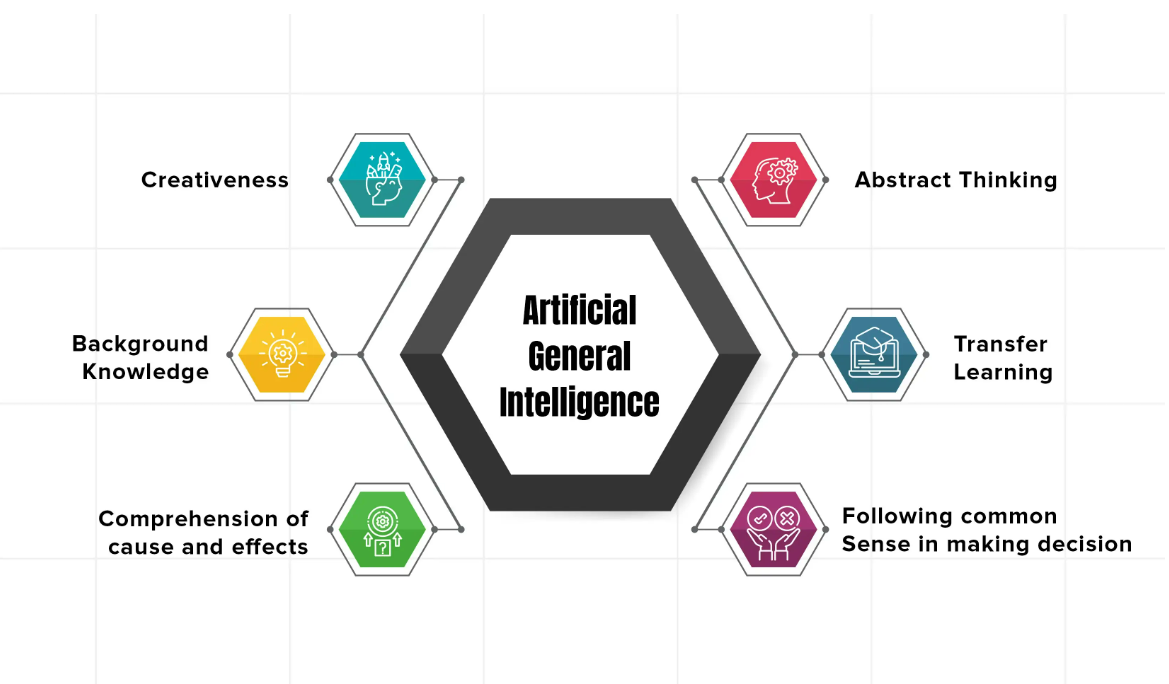 Creativeness
Abstract Thinking
Artificial
General
Intelligence
Background
Knowledge
Transfer
Learning
Comprehension of
cause and effects
Following common
Sense in making decision